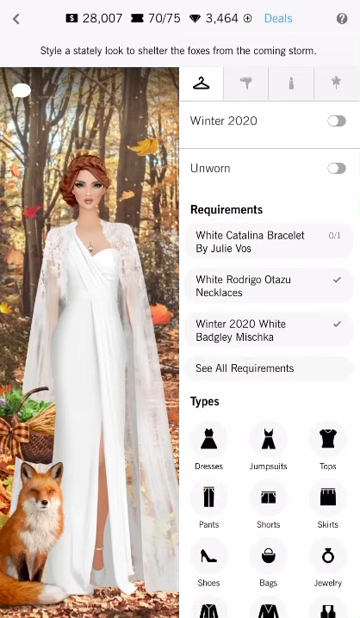 $ 28,007 70/75 3,464 Deals ?
Style a stately look to shelter the foxes from the coming storm.
Winter 2020
Unworn
Requirements
White Catalina Bracelet 0/1
By Julie Vos
White Rodrigo Otazu
Necklaces
Winter 2020 White
Badgley Mischka
See All Requirements
Types
Dresses Jumpsuits Tops
Pants Shorts Skirts
Shoes Bags Jewelry